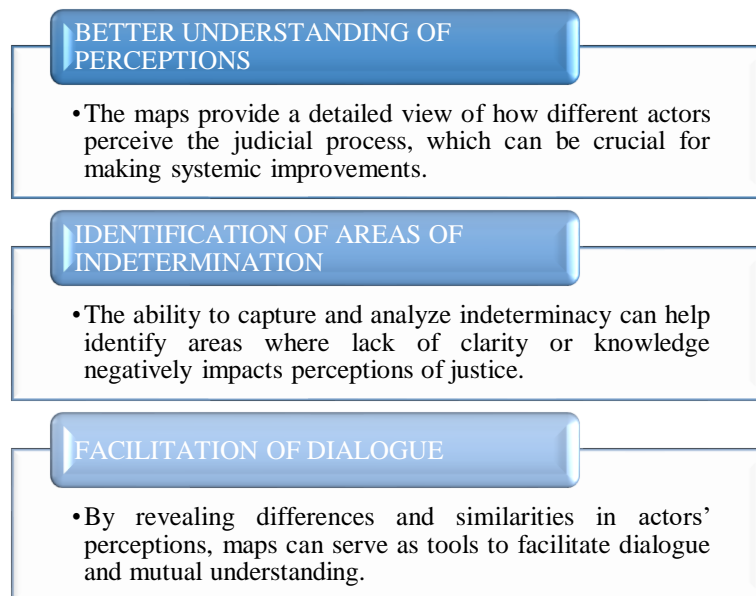 BETTER UNDERSTANDING OF
PERCEPTIONS
•The maps provide a detailed view of how different actors
perceive the judicial process, which can be crucial for
making systemic improvements.
IDENTIFICATION OF AREAS OF
INDETERMINATION
•The ability to capture and analyze indeterminacy can help
identify areas where lack of clarity or knowledge
negatively impacts perceptions of justice.
FACILITATION OF DIALOGUE
•By revealing differences and similarities in actors’
perceptions, maps can serve as tools to facilitate dialogue
and mutual understanding.